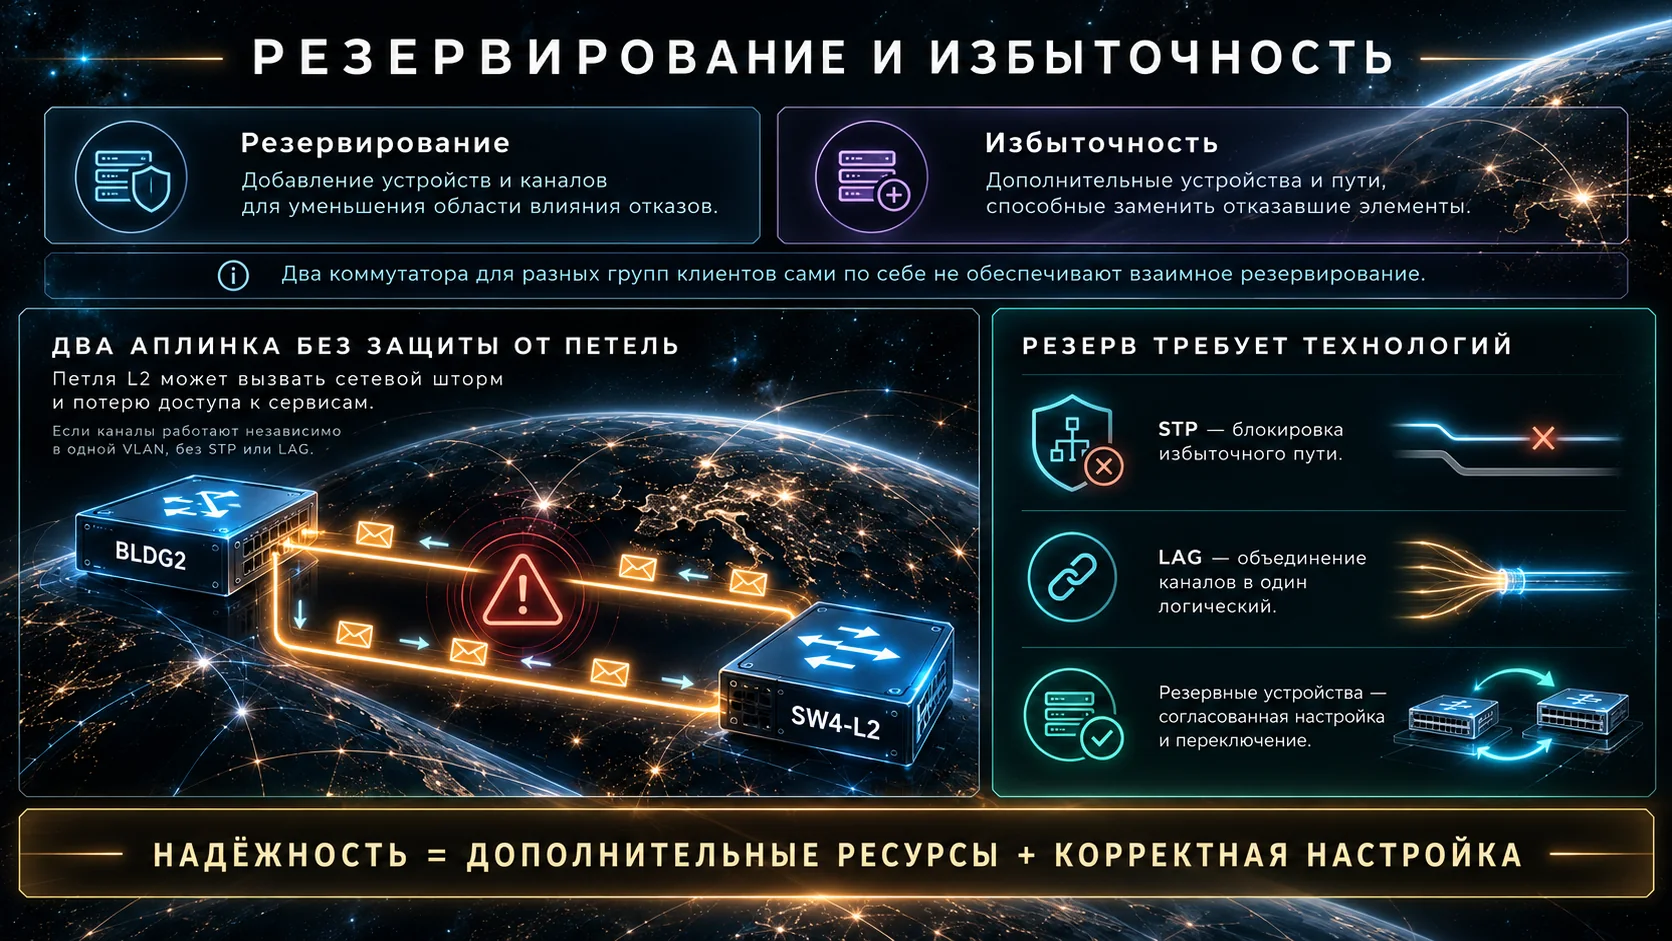 РЕЗЕРВИРОВАНИЕ И ИЗБЫТОЧНОСТЬ
Резервирование
Добавление устройств и каналов
для уменьшения области влияния отказов.
Избыточность
Дополнительные устройства и пути,
способные заменить отказавшие элементы.
Два коммутатора для разных групп клиентов сами по себе не обеспечивают взаимное резервирование.
ДВА АПЛИНКА БЕЗ ЗАЩИТЫ ОТ ПЕТЕЛЬ
Петля L2 может вызвать сетевой шторм
и потерю доступа к сервисам.
Если каналы работают независимо
в одной VLAN, без STP или LAG.
BLDG2
SW4-L2
РЕЗЕРВ ТРЕБУЕТ ТЕХНОЛОГИЙ
STP — блокировка
избыточного пути.
LAG — объединение
каналов в один
логический.
Резервные устройства —
согласованная настройка
и переключение.
НАДЁЖНОСТЬ = ДОПОЛНИТЕЛЬНЫЕ РЕСУРСЫ + КОРРЕКТНАЯ НАСТРОЙКА